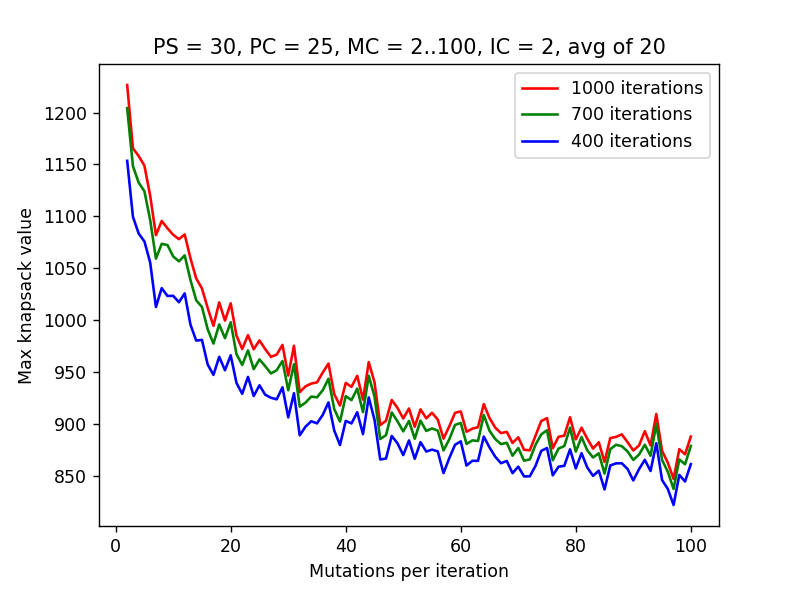 PS = 30, PC = 25, MC = 2..100, IC = 2, avg of 20
1000 iterations
700 iterations
400 iterations
Max knapsack value
1200
1150
1100
1050
1000
950
900
850
0 20 40 60 80 100
Mutations per iteration